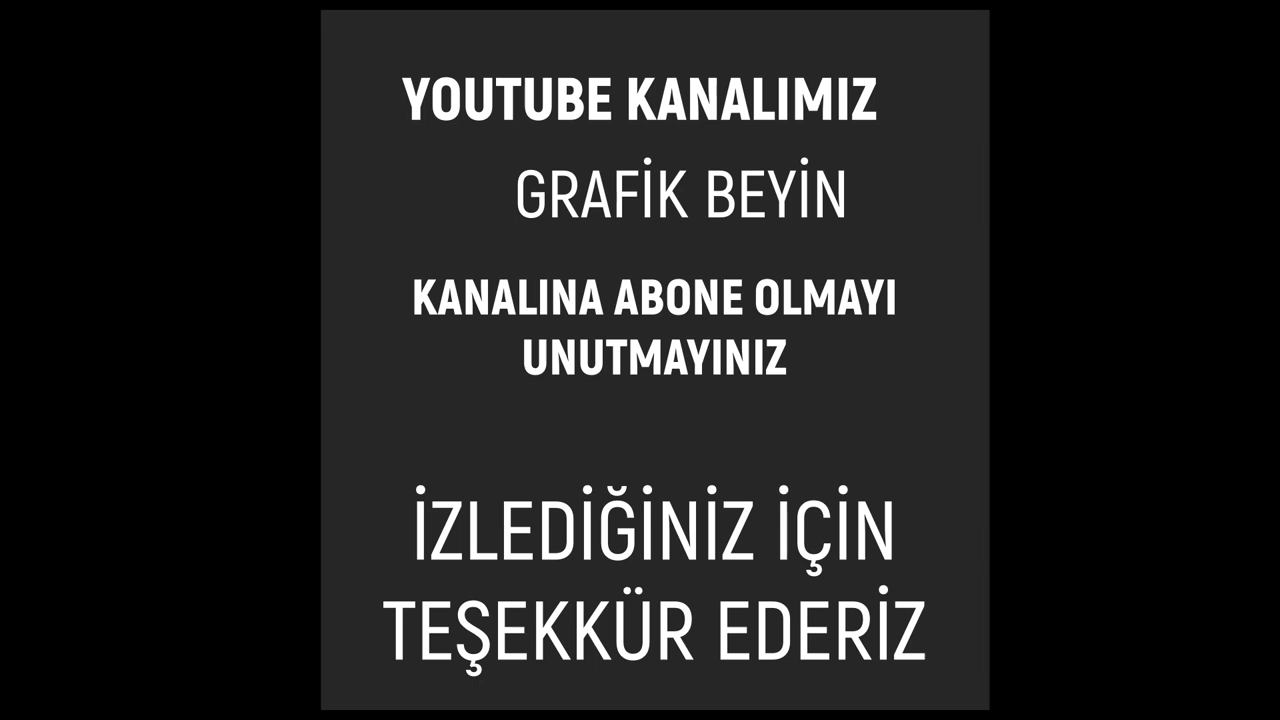 YOUTUBE KANALIMIZ
GRAFİK BEYİN
KANALINA ABONE OLMAYI
UNUTMAYINIZ
İZLEDİĞİNİZ İÇİN
TEŞEKKÜR EDERİZ